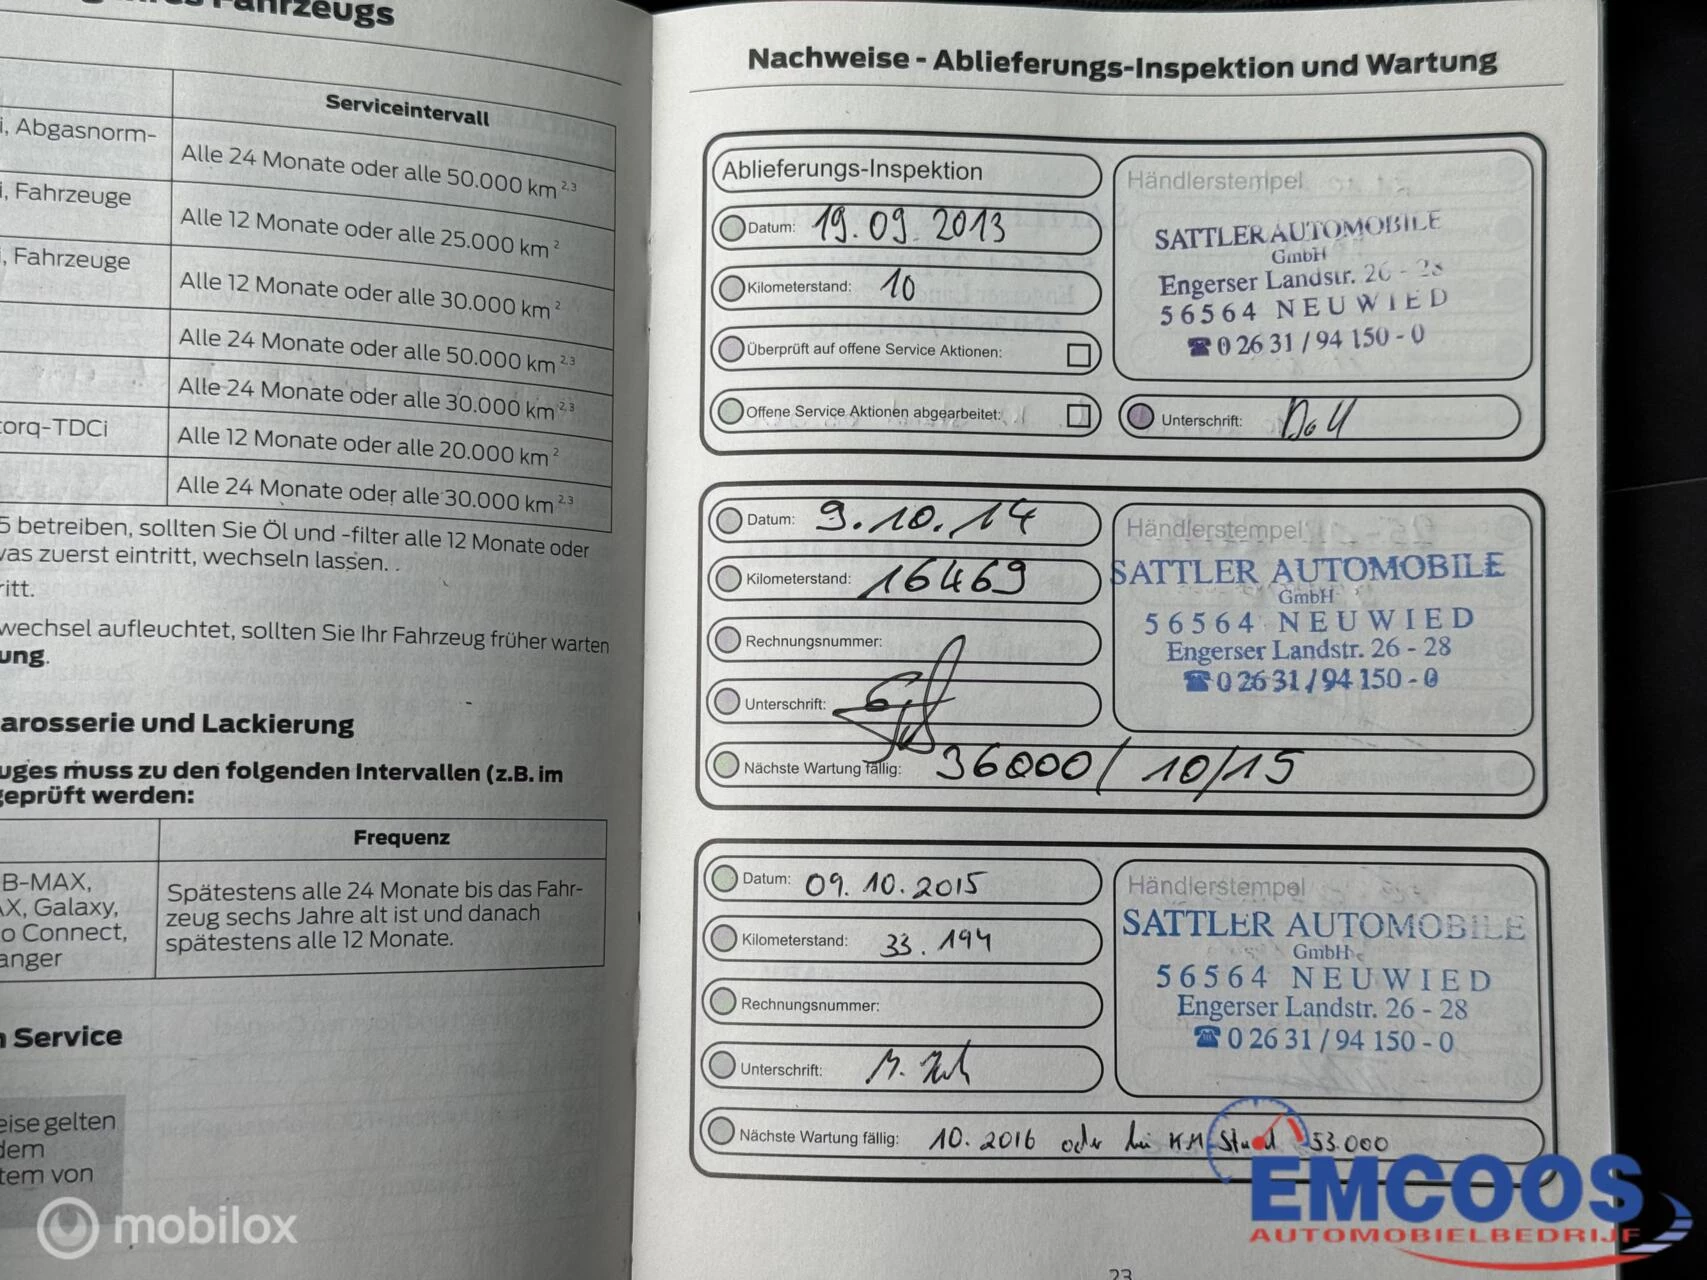 Fahrzeugs
Serviceintervall
i, Abgasnorm-
Alle 24 Monate oder alle 50.000 km 2,3
i, Fahrzeuge
Alle 12 Monate oder alle 25.000 km 2
i, Fahrzeuge
Alle 12 Monate oder alle 30.000 km 2
Alle 24 Monate oder alle 50.000 km 2,3
Alle 24 Monate oder alle 30.000 km 2,3
torq-TDCi
Alle 12 Monate oder alle 20.000 km 2
Alle 24 Monate oder alle 30.000 km 2,3
5 betreiben, sollten Sie Öl und -filter alle 12 Monate oder
was zuerst eintritt, wechseln lassen. .
ritt.
wechsel aufleuchtet, sollten Sie Ihr Fahrzeug früher warten
ung.
arosserie und Lackierung
uges muss zu den folgenden Intervallen (z.B. im
geprüft werden:
Frequenz
B-MAX,
AX, Galaxy,
o Connect,
anger
Spätestens alle 24 Monate bis das Fahr-
zeug sechs Jahre alt ist und danach
spätestens alle 12 Monate.
n Service
eise gelten
dem
tem von
mobilox
Nachweise - Ablieferungs-Inspektion und Wartung
Ablieferungs-Inspektion
Datum: 19.09.2013
Kilometerstand: 10
Überprüft auf offene Service Aktionen:
Offene Service Aktionen abgearbeitet:
Händlerstempel
SATTLER AUTOMOBILE
GmbH
Engerser Landstr. 26 - 28
56564 NEUWIED
☎ 0 26 31 / 94 150 - 0
Unterschrift:
Datum: 9.10.14
Kilometerstand: 16469
Rechnungsnummer:
Unterschrift:
Nächste Wartung fällig: 36000 / 10/15
Händlerstempel
SATTLER AUTOMOBILE
GmbH
56564 NEUWIED
Engerser Landstr. 26 - 28
☎ 0 26 31 / 94 150 - 0
Datum: 09.10.2015
Kilometerstand: 33.194
Rechnungsnummer:
Unterschrift:
Nächste Wartung fällig: 10.2016 oder bei KM Stand 53.000
Händlerstempel
SATTLER AUTOMOBILE
GmbH
56564 NEUWIED
Engerser Landstr. 26 - 28
☎ 0 26 31 / 94 150 - 0
EMCOOS
AUTOMOBIELBEDRIJF
23